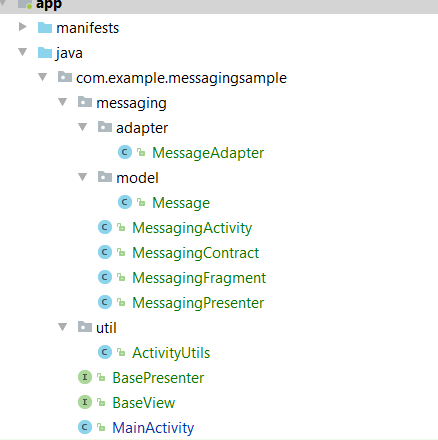 app
manifests
java
com.example.messagingsample
messaging
adapter
C MessageAdapter
model
C Message
C MessagingActivity
C MessagingContract
C MessagingFragment
C MessagingPresenter
util
C ActivityUtils
I BasePresenter
I BaseView
C MainActivity